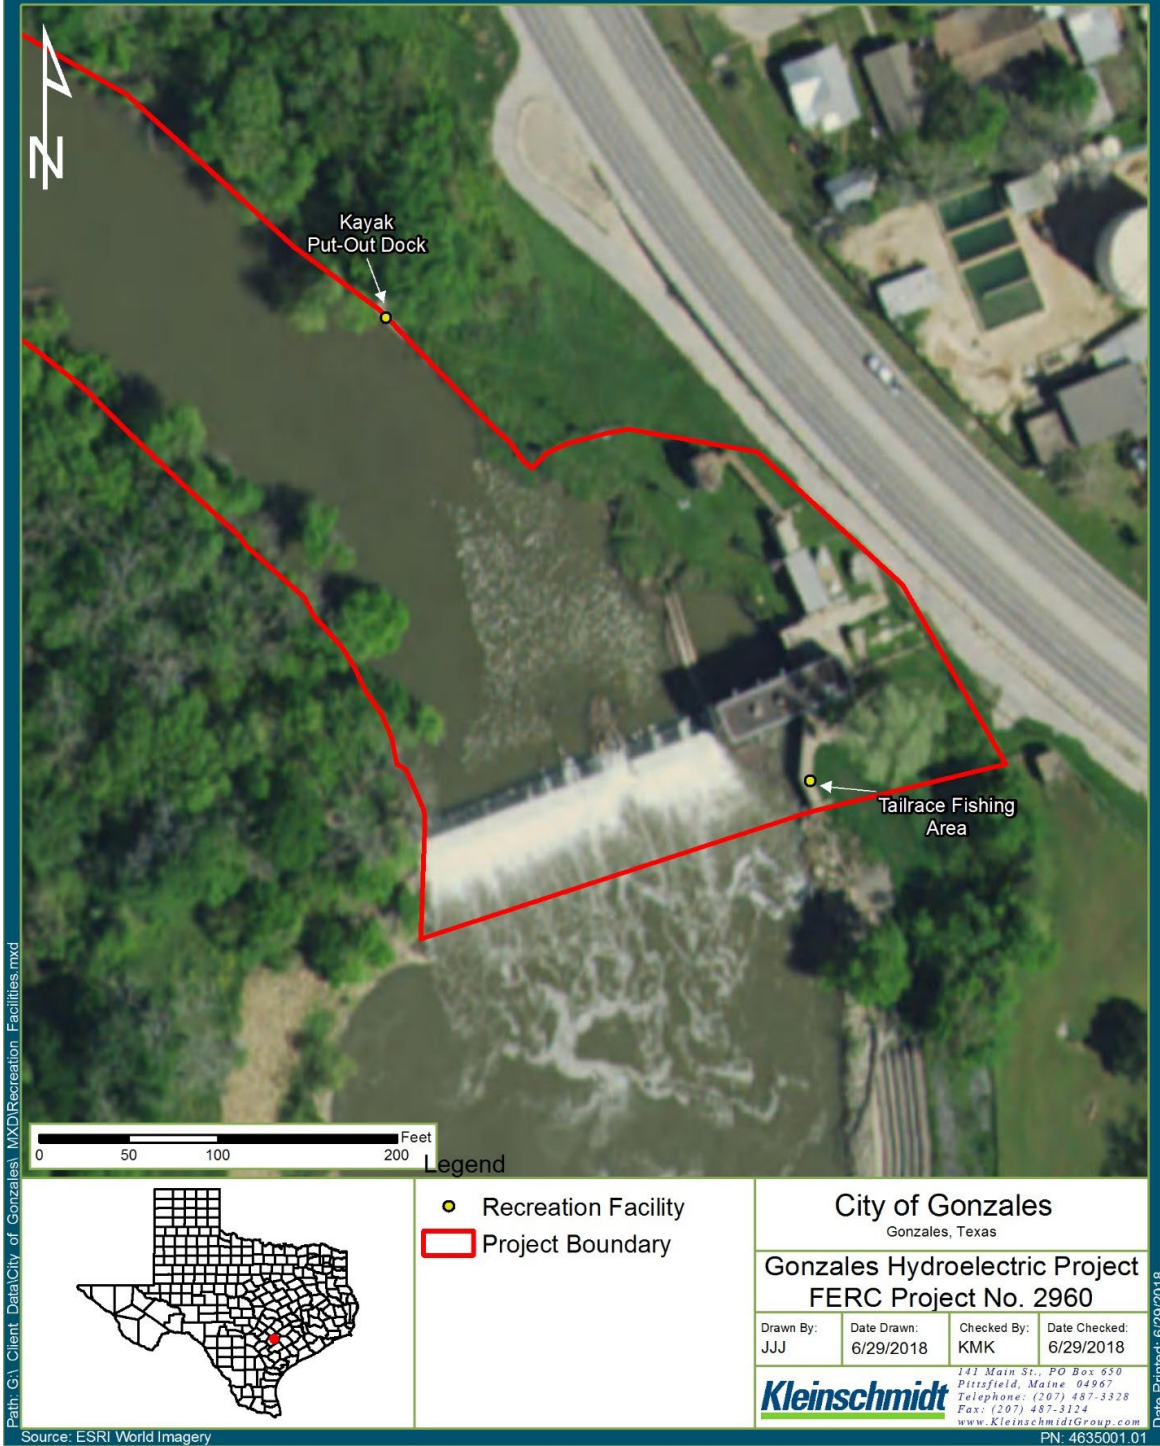 N
Kayak
Put-Out Dock
Tailrace Fishing
Area
Feet
0 50 100 200
Legend
Recreation Facility
Project Boundary
City of Gonzales
Gonzales, Texas
Gonzales Hydroelectric Project
FERC Project No. 2960
Drawn By:
JJJ
Date Drawn:
6/29/2018
Checked By:
KMK
Date Checked:
6/29/2018
Kleinschmidt
141 Main St., PO Box 650
Pittsfield, Maine 04967
Telephone: (207) 487-3328
Fax: (207) 487-3124
www.KleinschmidtGroup.com
Path: G:\ Client Data\City of Gonzales\ MXD\Recreation Facilities.mxd
Date Printed: 6/29/2018
Source: ESRI World Imagery
PN: 4635001.01